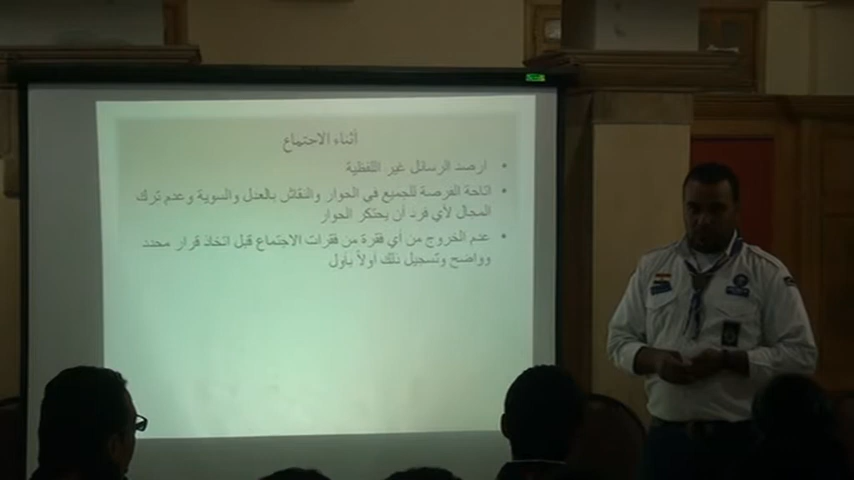 أثناء الاجتماع
• ارصد الرسائل غير اللفظية
• اتاحة الفرصة للجميع في الحوار والنقاش بالعدل والسوية وعدم ترك
المجال لأي فرد أن يحتكر الحوار
• عدم الخروج من أي فقرة من فقرات الاجتماع قبل اتخاذ قرار محدد
وواضح وتسجيل ذلك أولاً بأول